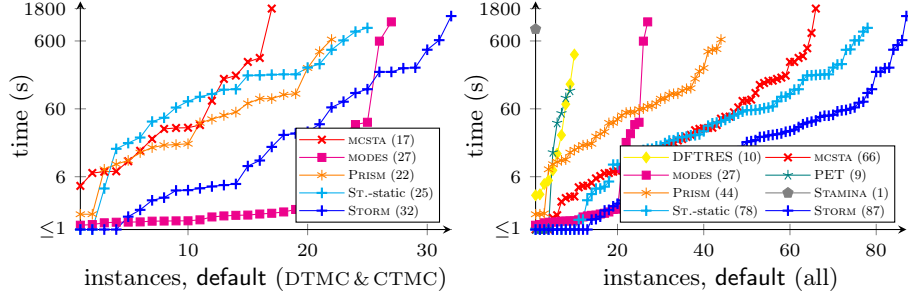 1800
600
60
6
≤1
time (s)
10
20
30
instances, default (DTMC & CTMC)
MCSTA (17)
MODES (27)
PRISM (22)
ST.-static (25)
STORM (32)
1800
600
60
6
≤1
time (s)
20
40
60
80
instances, default (all)
DFTRES (10)
MCSTA (66)
MODES (27)
PET (9)
PRISM (44)
STAMINA (1)
ST.-static (78)
STORM (87)